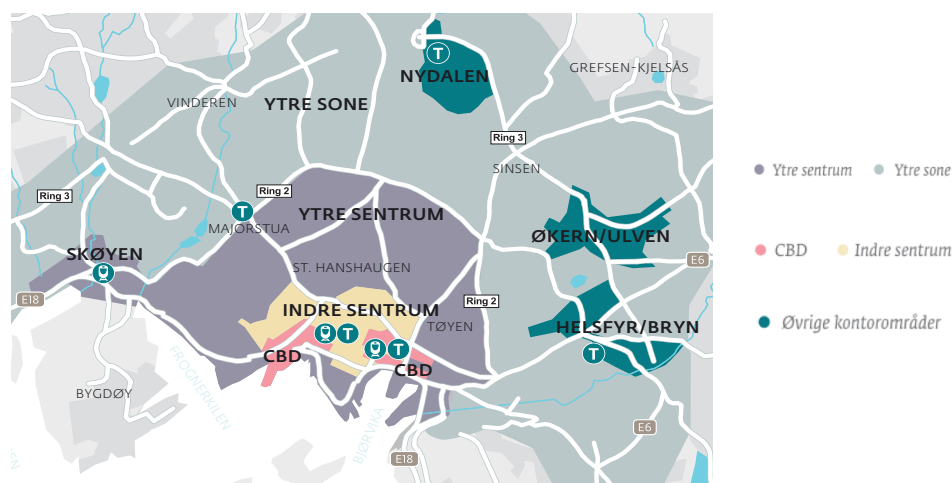 NYDALEN
GREFSEN-KJELSÅS
VINDEREN
YTRE SONE
Ring 3
SINSEN
Ytre sentrum
Ytre sone
Ring 3
Ring 2
YTRE SENTRUM
MAJORSTUA
ØKERN/ULVEN
SKØYEN
ST. HANSHAUGEN
E6
CBD
Indre sentrum
E18
Ring 2
INDRE SENTRUM
TØYEN
HELSFYR/BRYN
Øvrige kontorområder
CBD
CBD
FROGNERKILEN
BYGDØY
BJØRVIKA
E6
E18
T
T
T
T
T